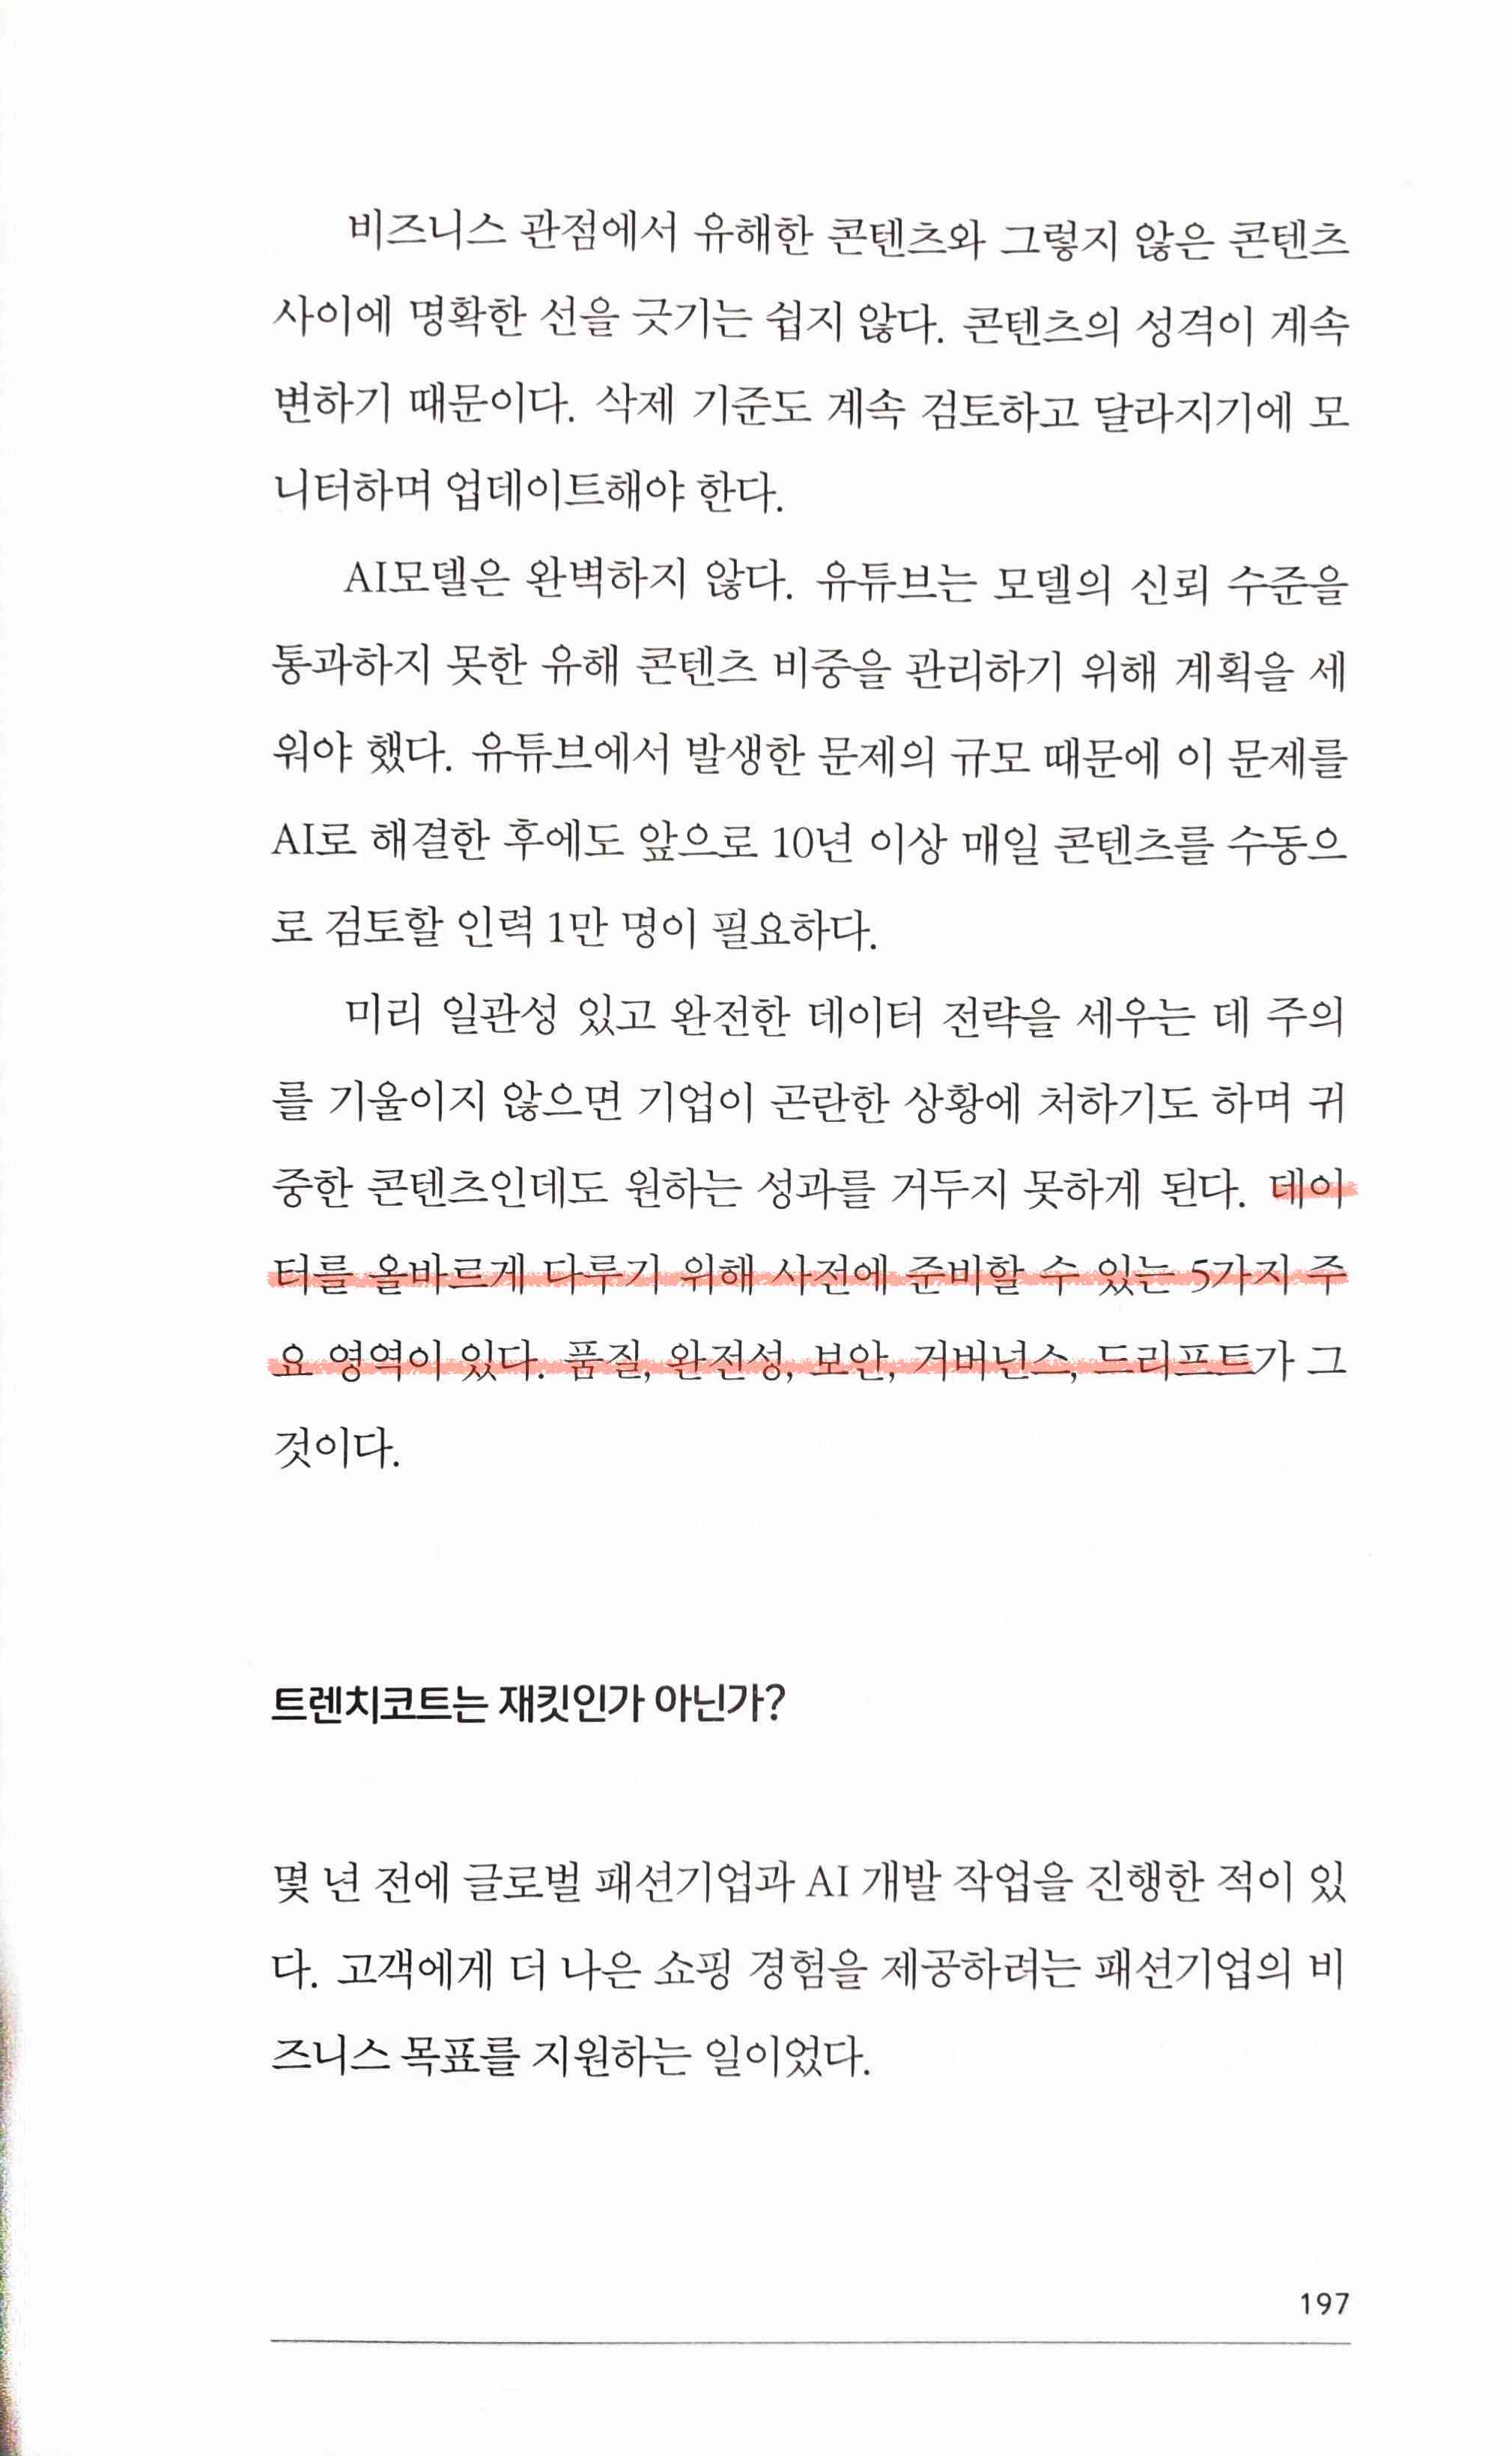 비즈니스 관점에서 유해한 콘텐츠와 그렇지 않은 콘텐츠
사이에 명확한 선을 긋기는 쉽지 않다. 콘텐츠의 성격이 계속
변하기 때문이다. 삭제 기준도 계속 검토하고 달라지기에 모
니터하며 업데이트해야 한다.
AI모델은 완벽하지 않다. 유튜브는 모델의 신뢰 수준을
통과하지 못한 유해 콘텐츠 비중을 관리하기 위해 계획을 세
워야 했다. 유튜브에서 발생한 문제의 규모 때문에 이 문제를
AI로 해결한 후에도 앞으로 10년 이상 매일 콘텐츠를 수동으
로 검토할 인력 1만 명이 필요하다.
미리 일관성 있고 완전한 데이터 전략을 세우는 데 주의
를 기울이지 않으면 기업이 곤란한 상황에 처하기도 하며 귀
중한 콘텐츠인데도 원하는 성과를 거두지 못하게 된다. 데이
터를 올바르게 다루기 위해 사전에 준비할 수 있는 5가지 주
요 영역이 있다. 품질, 완전성, 보안, 거버넌스, 드리프트가 그
것이다.
트렌치코트는 재킷인가 아닌가?
몇 년 전에 글로벌 패션기업과 AI 개발 작업을 진행한 적이 있
다. 고객에게 더 나은 쇼핑 경험을 제공하려는 패션기업의 비
즈니스 목표를 지원하는 일이었다.
197